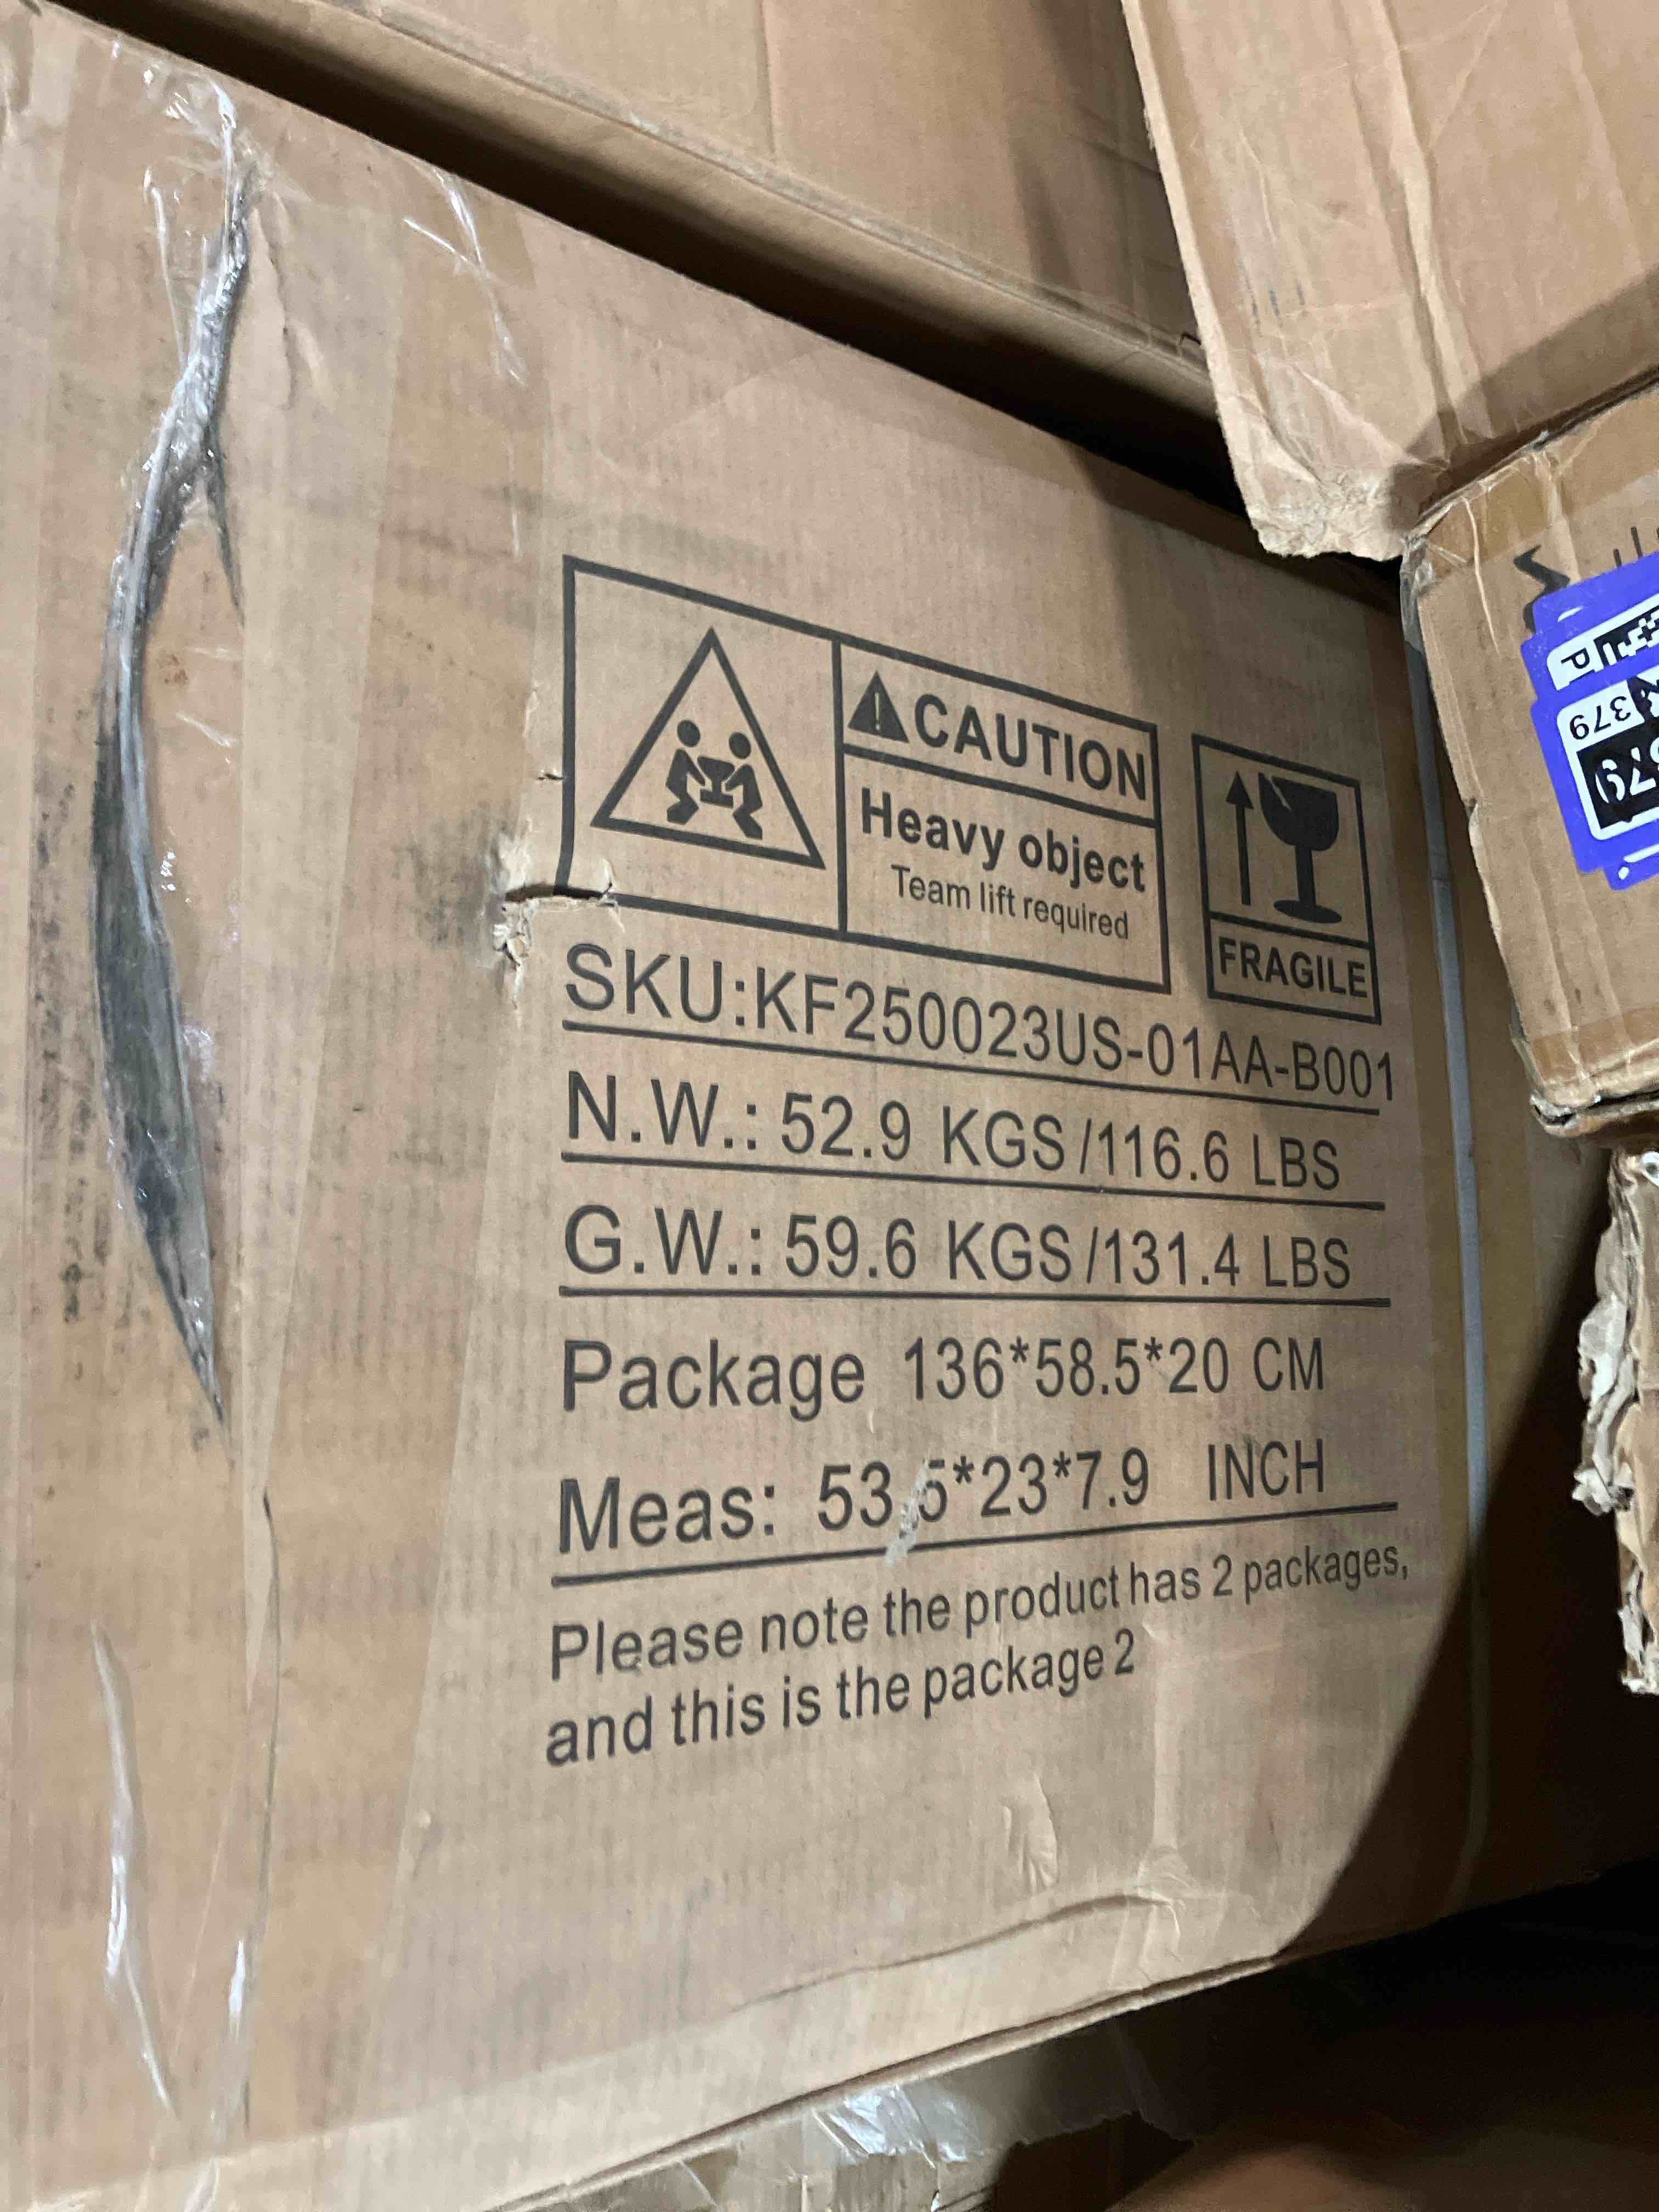 CAUTION
Heavy object
Team lift required
FRAGILE
SKU:KF250023US-01AA-B001
N.W.: 52.9 KGS/116.6 LBS
G.W.: 59.6 KGS/131.4 LBS
Package 136*58.5*20 CM
Meas: 53.5*23*7.9 INCH
Please note the product has 2 packages,
and this is the package 2
379